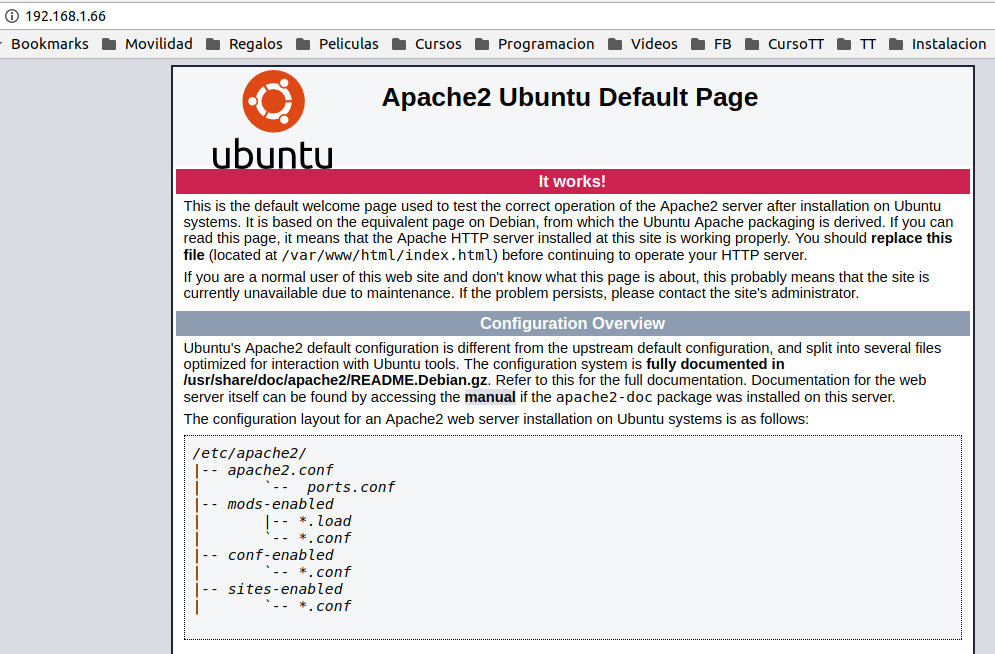 192.168.1.66
Bookmarks Movilidad Regalos Peliculas Cursos Programacion Videos FB CursoTT TT Instalacion
ubuntu
Apache2 Ubuntu Default Page
It works!
This is the default welcome page used to test the correct operation of the Apache2 server after installation on Ubuntu
systems. It is based on the equivalent page on Debian, from which the Ubuntu Apache packaging is derived. If you can
read this page, it means that the Apache HTTP server installed at this site is working properly. You should replace this
file (located at /var/www/html/index.html) before continuing to operate your HTTP server.
If you are a normal user of this web site and don't know what this page is about, this probably means that the site is
currently unavailable due to maintenance. If the problem persists, please contact the site's administrator.
Configuration Overview
Ubuntu's Apache2 default configuration is different from the upstream default configuration, and split into several files
optimized for interaction with Ubuntu tools. The configuration system is fully documented in
/usr/share/doc/apache2/README.Debian.gz. Refer to this for the full documentation. Documentation for the web
server itself can be found by accessing the manual if the apache2-doc package was installed on this server.
The configuration layout for an Apache2 web server installation on Ubuntu systems is as follows:
/etc/apache2/
|-- apache2.conf
|       `--  ports.conf
|-- mods-enabled
|       |-- *.load
|       `-- *.conf
|-- conf-enabled
|       `-- *.conf
|-- sites-enabled
|       `-- *.conf